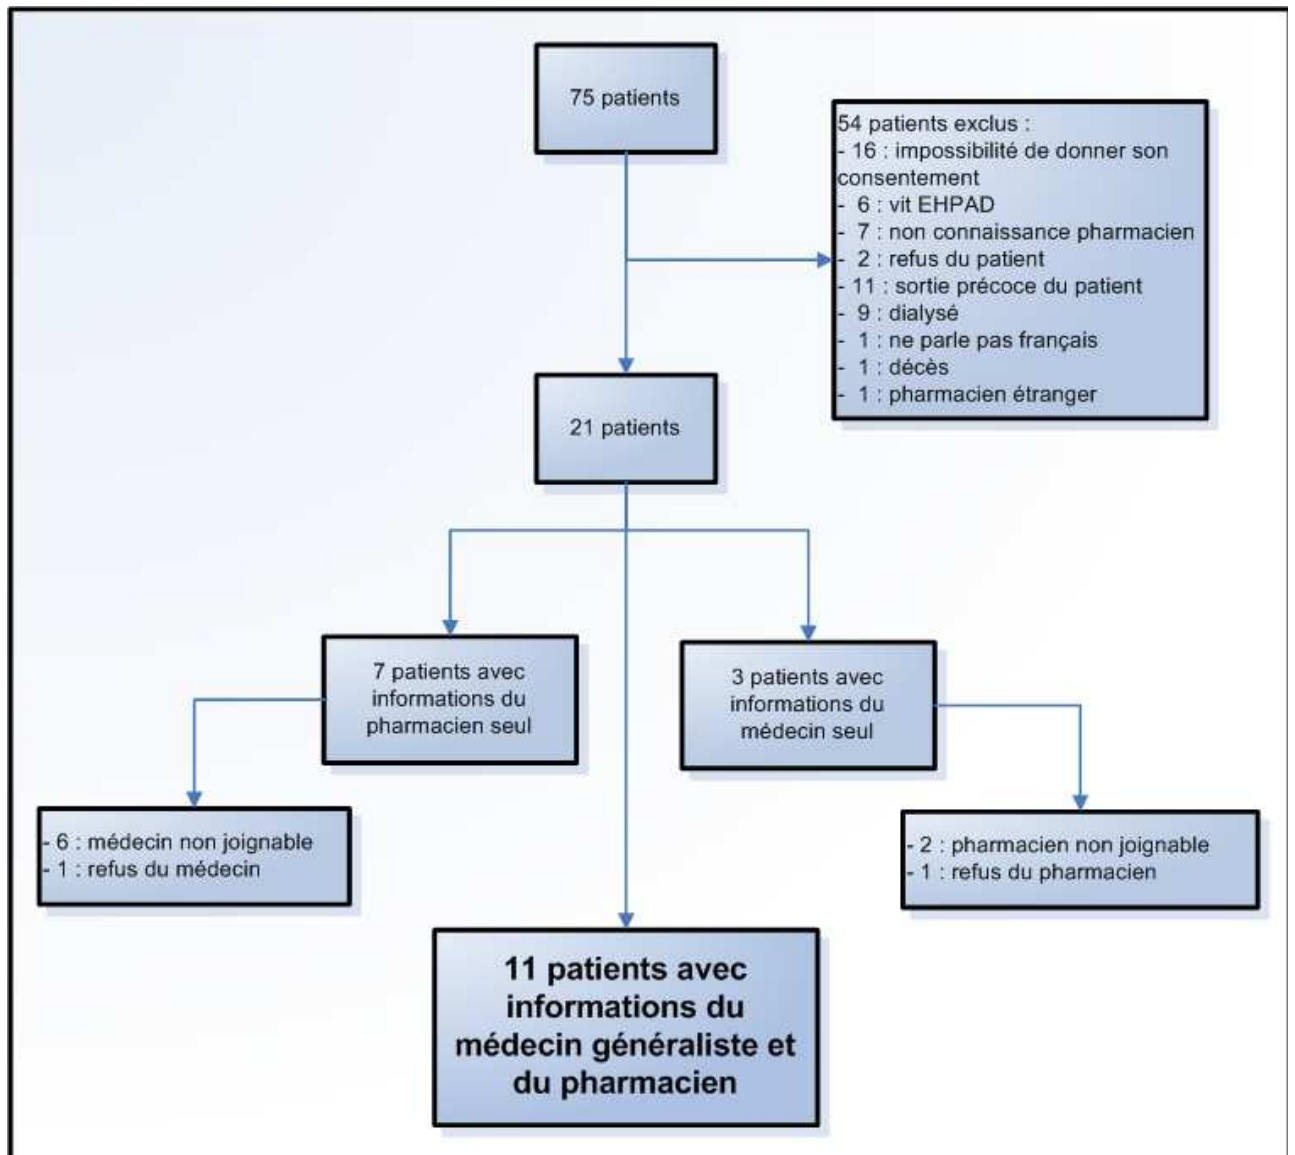 75 patients
54 patients exclus :
- 16 : impossibilité de donner son
consentement
- 6 : vit EHPAD
- 7 : non connaissance pharmacien
- 2 : refus du patient
- 11 : sortie précoce du patient
- 9 : dialysé
- 1 : ne parle pas français
- 1 : décès
- 1 : pharmacien étranger
21 patients
7 patients avec
informations du
pharmacien seul
3 patients avec
informations du
médecin seul
- 6 : médecin non joignable
- 1 : refus du médecin
- 2 : pharmacien non joignable
- 1 : refus du pharmacien
11 patients avec
informations du
médecin généraliste et
du pharmacien